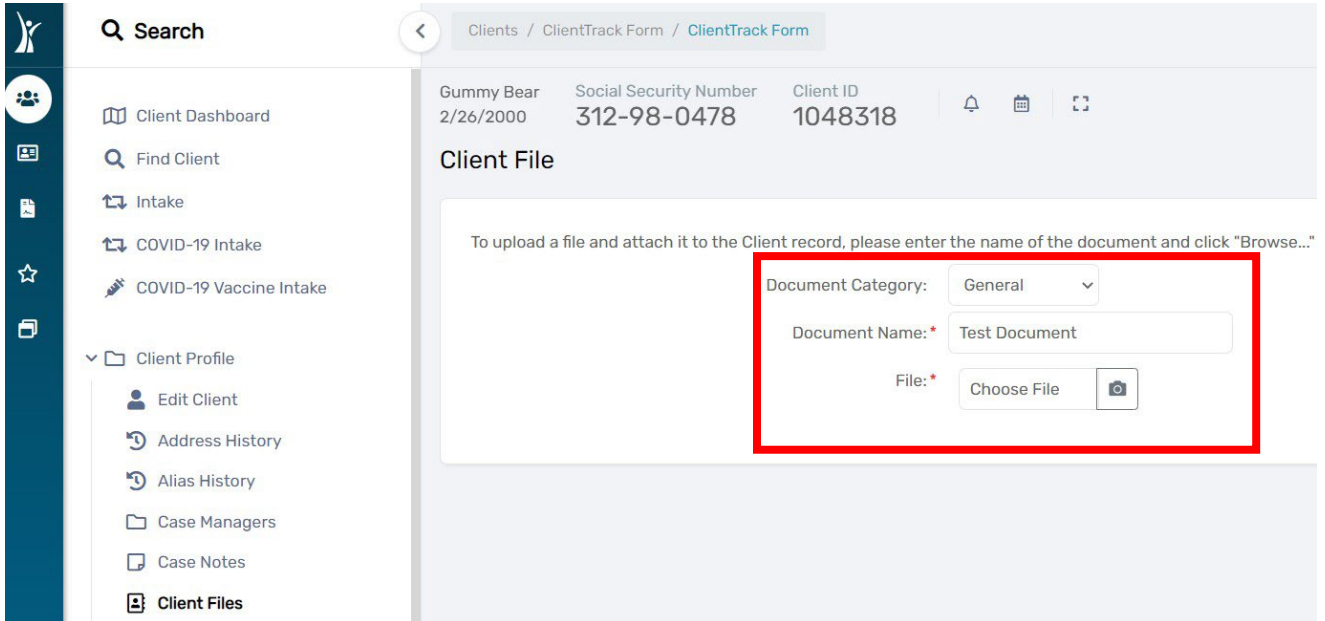 Search
Clients / ClientTrack Form / ClientTrack Form
Client Dashboard
Find Client
Intake
COVID-19 Intake
COVID-19 Vaccine Intake
Client Profile
Edit Client
Address History
Alias History
Case Managers
Case Notes
Client Files
Gummy Bear
2/26/2000
Social Security Number
312-98-0478
Client ID
1048318
Client File
To upload a file and attach it to the Client record, please enter the name of the document and click "Browse..."
Document Category: General
Document Name:* Test Document
File:* Choose File